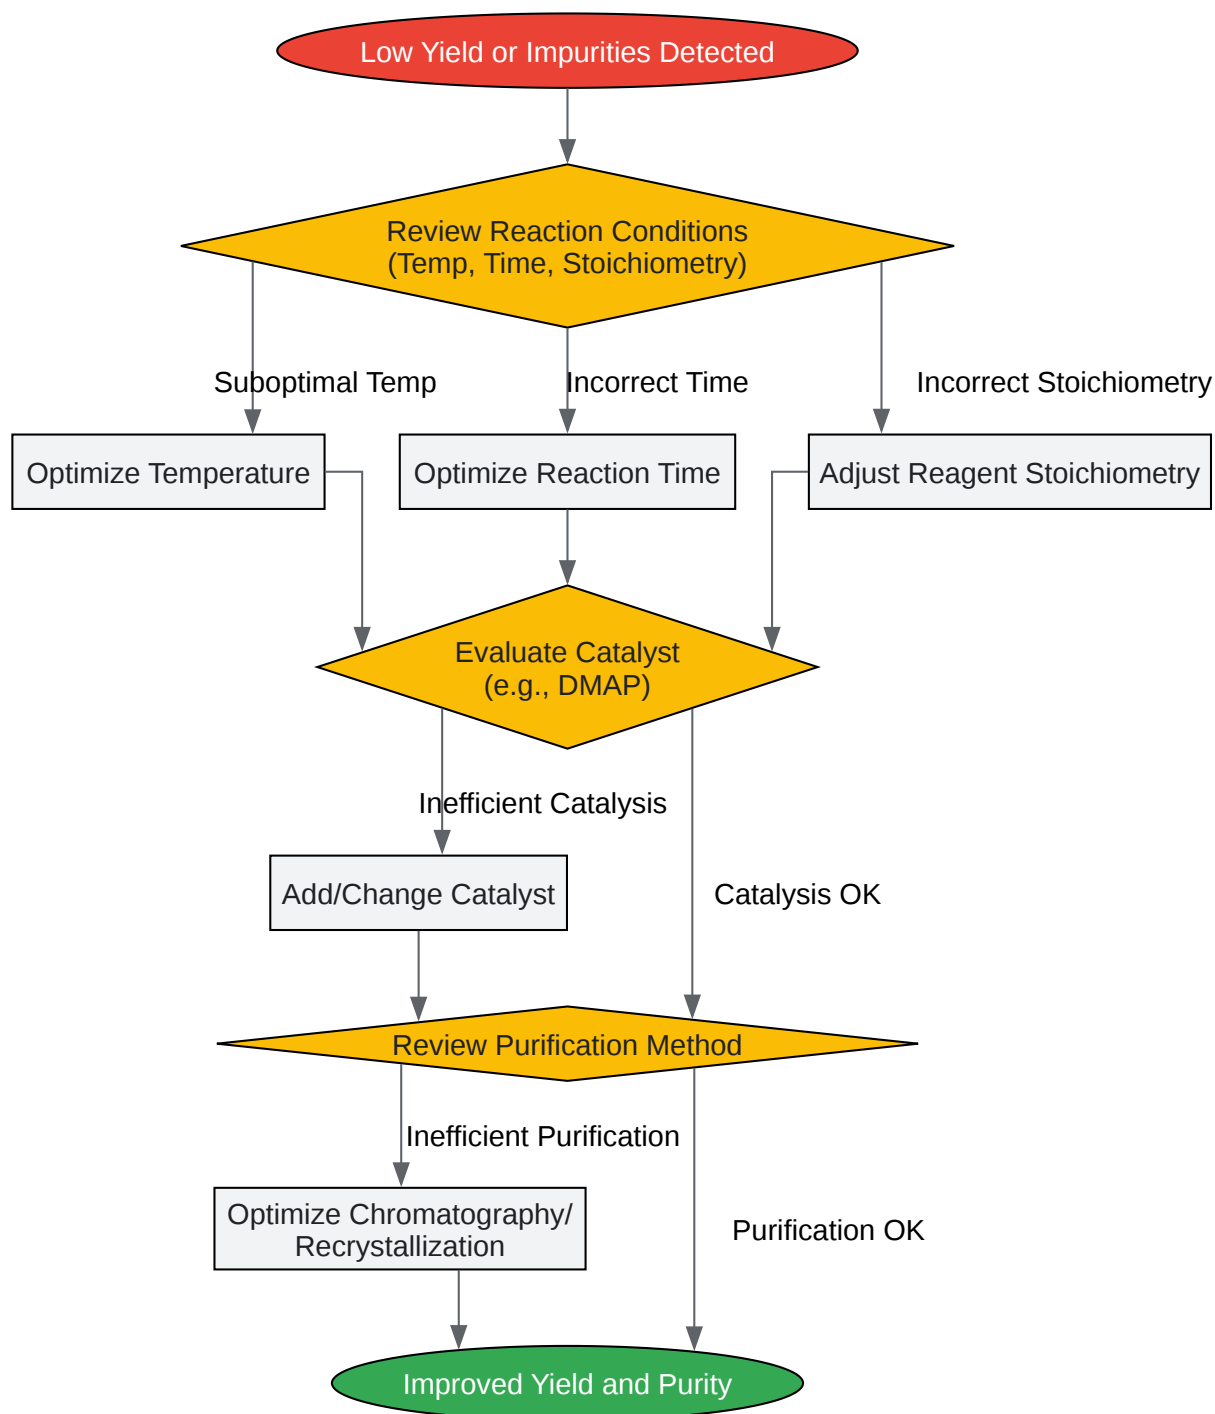 Low Yield or Impurities Detected
Review Reaction Conditions
(Temp, Time, Stoichiometry)
Suboptimal Temp
Incorrect Time
Incorrect Stoichiometry
Optimize Temperature
Optimize Reaction Time
Adjust Reagent Stoichiometry
Evaluate Catalyst
(e.g., DMAP)
Inefficient Catalysis
Add/Change Catalyst
Catalysis OK
Review Purification Method
Inefficient Purification
Optimize Chromatography/
Recrystallization
Purification OK
Improved Yield and Purity